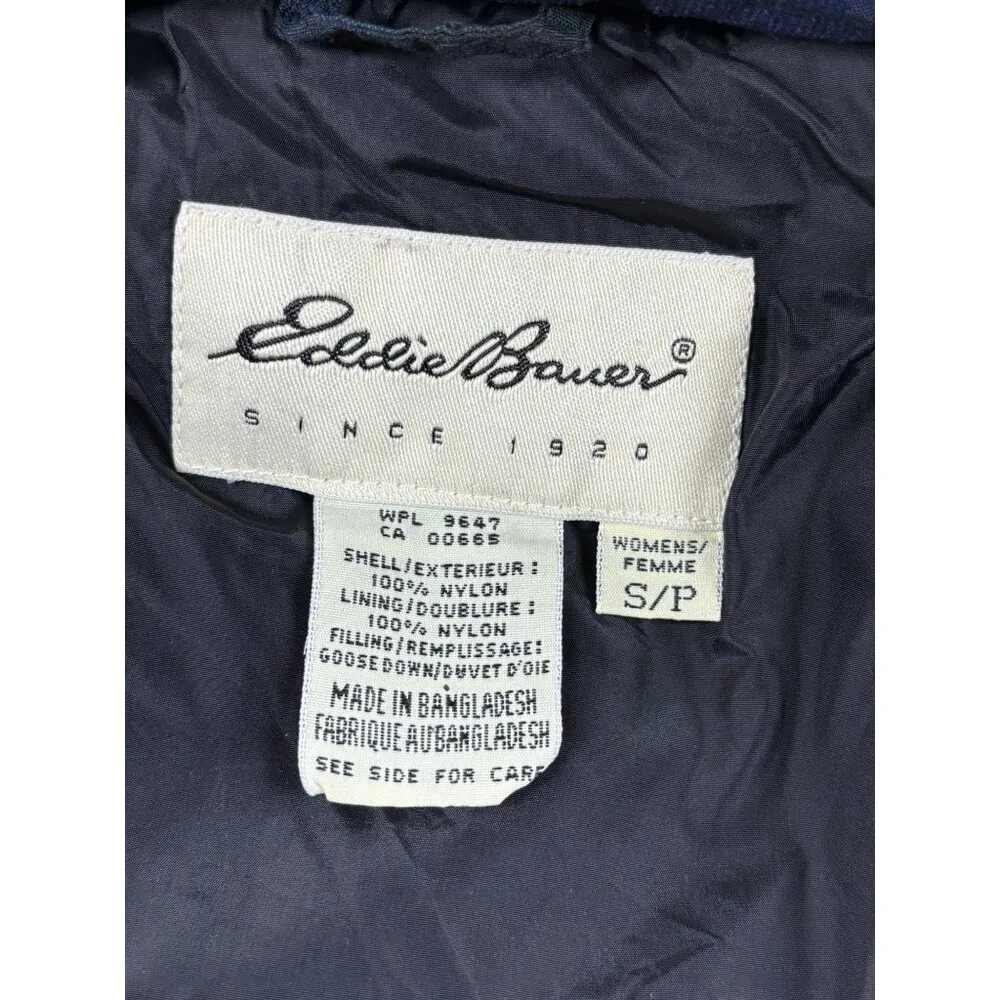 Eddie Bauer®
SINCE 1920
WPL 9647
CA 00665
SHELL/EXTERIEUR:
100% NYLON
LINING/DOUBLURE:
100% NYLON
FILLING/REMPLISSAGE:
GOOSE DOWN/DUVET D'OIE
MADE IN BANGLADESH
FABRIQUE AU BANGLADESH
SEE SIDE FOR CARE
WOMENS/
FEMME
S/P